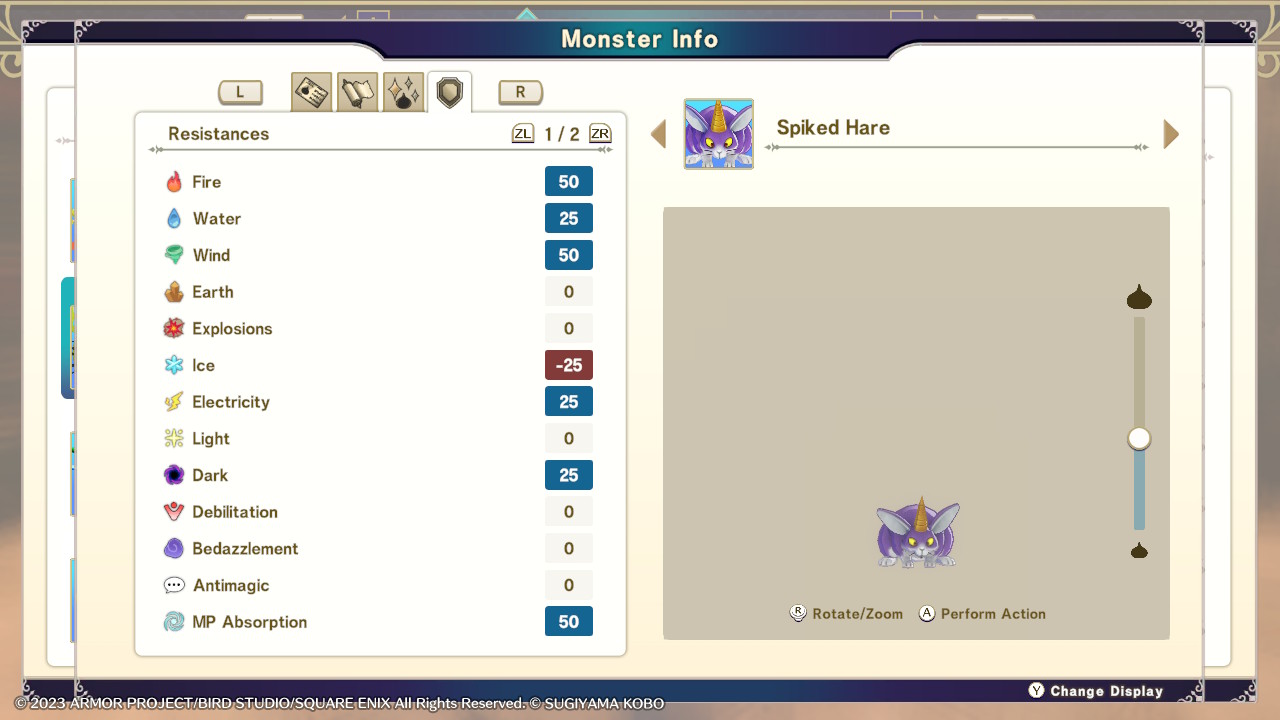 Monster Info
L
R
Resistances
ZL 1 / 2 ZR
Fire 50
Water 25
Wind 50
Earth 0
Explosions 0
Ice -25
Electricity 25
Light 0
Dark 25
Debilitation 0
Bedazzlement 0
Antimagic 0
MP Absorption 50
Spiked Hare
R Rotate/Zoom A Perform Action
Y Change Display
© 2023 ARMOR PROJECT/BIRD STUDIO/SQUARE ENIX All Rights Reserved. © SUGIYAMA KOBO